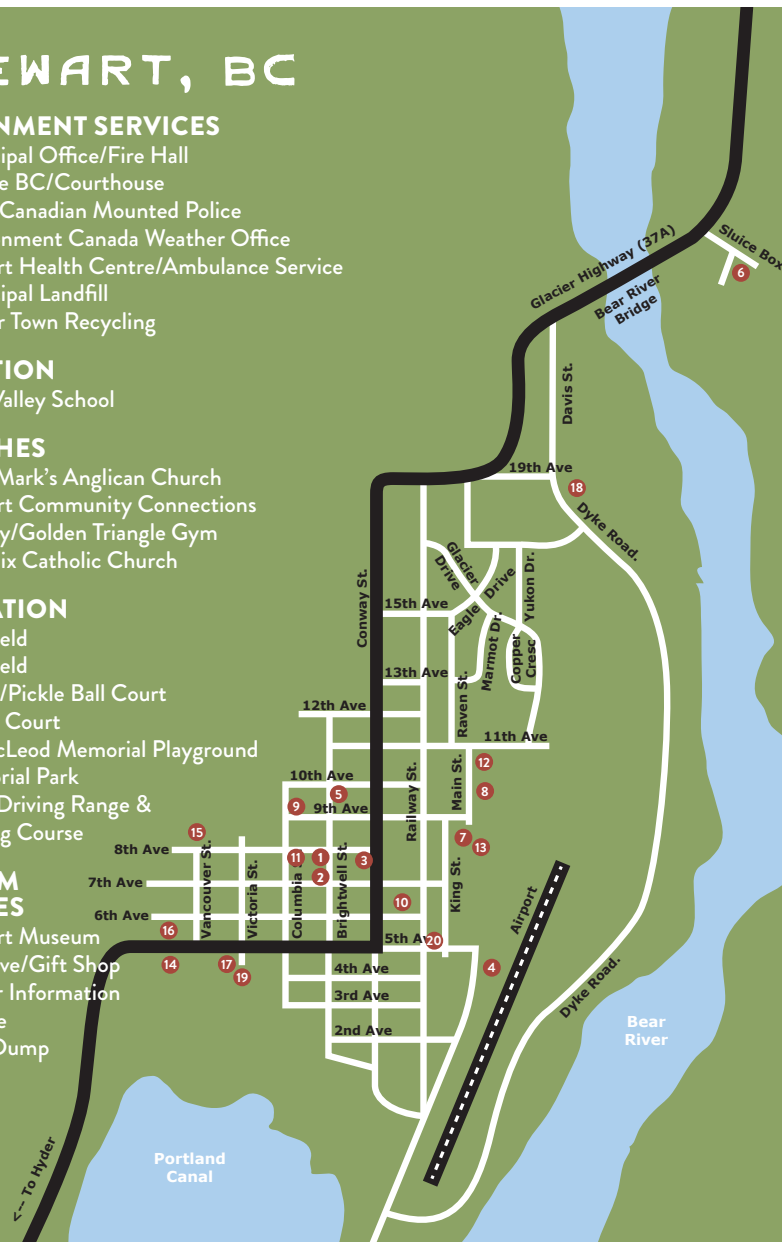 EWART, BC
NMENT SERVICES
ipal Office/Fire Hall
e BC/Courthouse
Canadian Mounted Police
nment Canada Weather Office
rt Health Centre/Ambulance Service
ipal Landfill
r Town Recycling
TION
Valley School
HES
Mark's Anglican Church
rt Community Connections
y/Golden Triangle Gym
ix Catholic Church
ATION
eld
eld
/Pickle Ball Court
Court
cLeod Memorial Playground
rial Park
Driving Range &
g Course
M
ES
rt Museum
ve/Gift Shop
r Information
e
Dump
Glacier Highway (37A)
Bear River
Bridge
Sluice Box
6
Davis St.
19th Ave
18
Dyke Road.
Glacier
Drive
Eagle Drive
Yukon Dr.
Conway St.
15th Ave
Marmot Dr.
Copper
Cresc
13th Ave
Raven St.
12th Ave
11th Ave
12
10th Ave
Railway St.
Main St.
5
8
9
9th Ave
15
7
13
8th Ave
Vancouver St.
Victoria St.
11
Columbia S
1
Brightwell St.
3
2
7th Ave
King St.
10
6th Ave
Airport
16
5th Av
20
14
17
19
4th Ave
4
3rd Ave
Dyke Road.
2nd Ave
Bear
River
Portland
Canal
<-- To Hyder